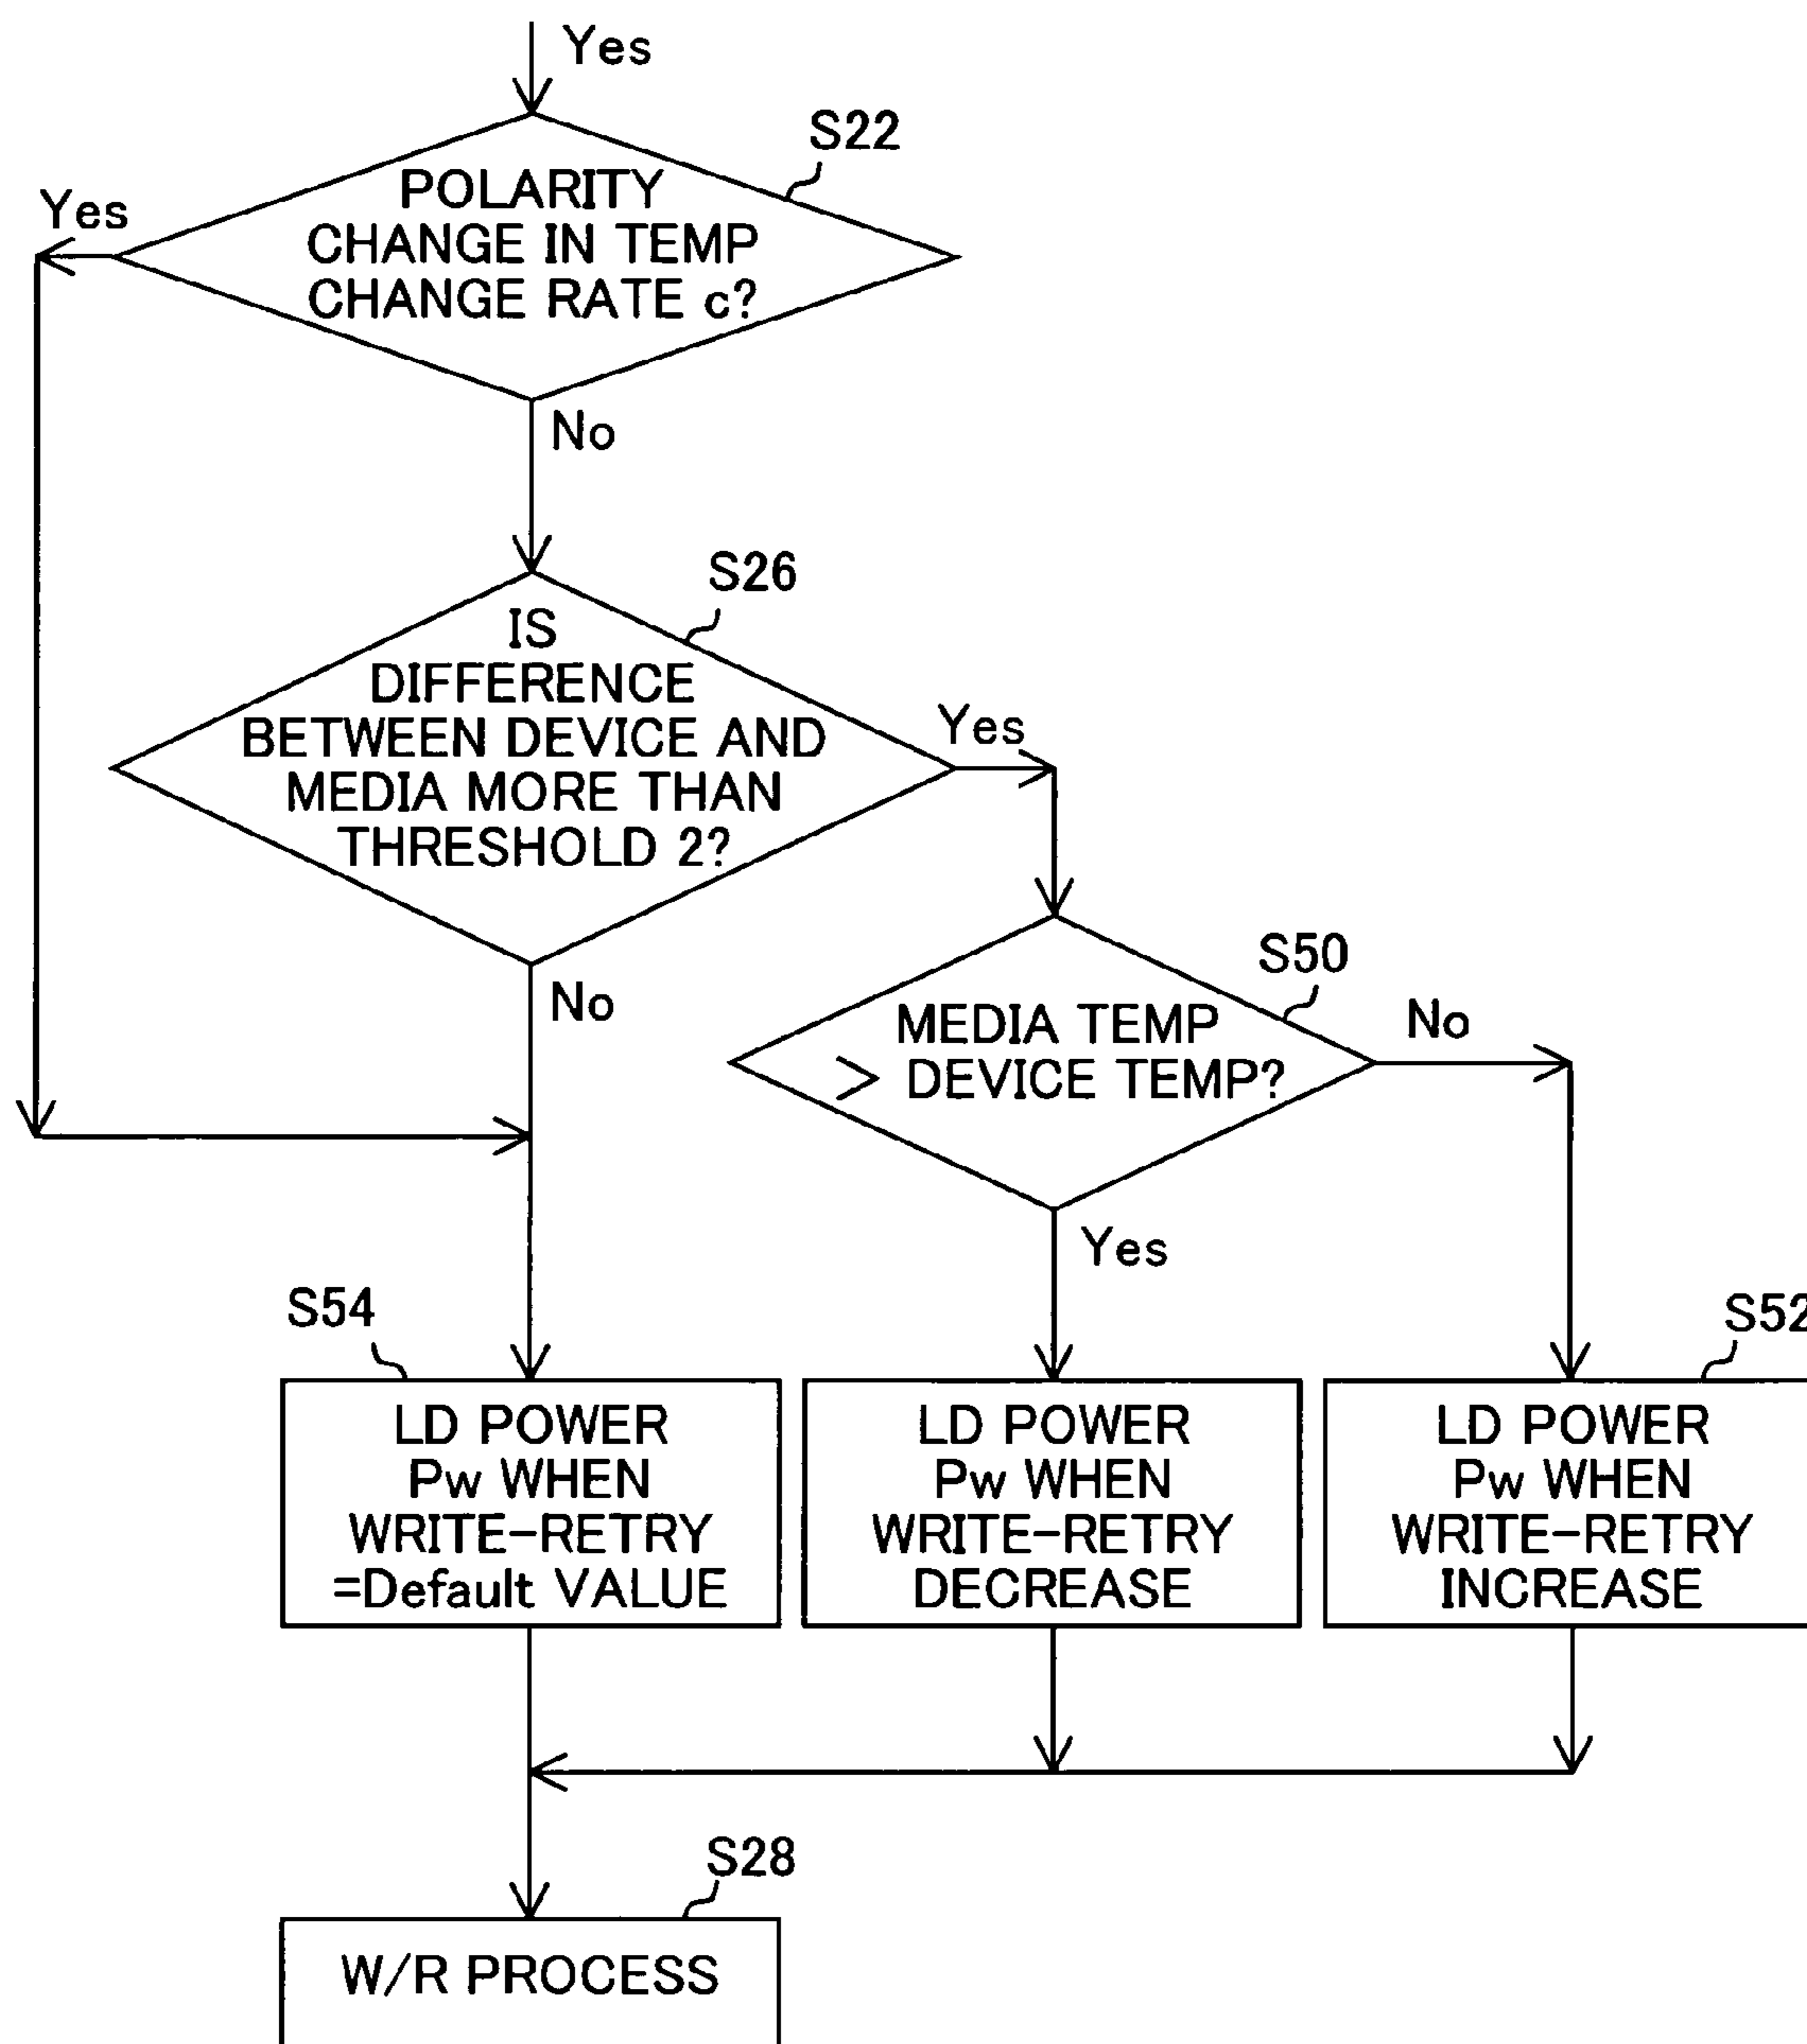 Yes
S22
Yes
POLARITY
CHANGE IN TEMP
CHANGE RATE c?
No
S26
IS
DIFFERENCE
BETWEEN DEVICE AND
MEDIA MORE THAN
THRESHOLD 2?
Yes
No
S50
MEDIA TEMP
> DEVICE TEMP?
No
Yes
S54
LD POWER
Pw WHEN
WRITE-RETRY
=Default VALUE
LD POWER
Pw WHEN
WRITE-RETRY
DECREASE
S52
LD POWER
Pw WHEN
WRITE-RETRY
INCREASE
S28
W/R PROCESS